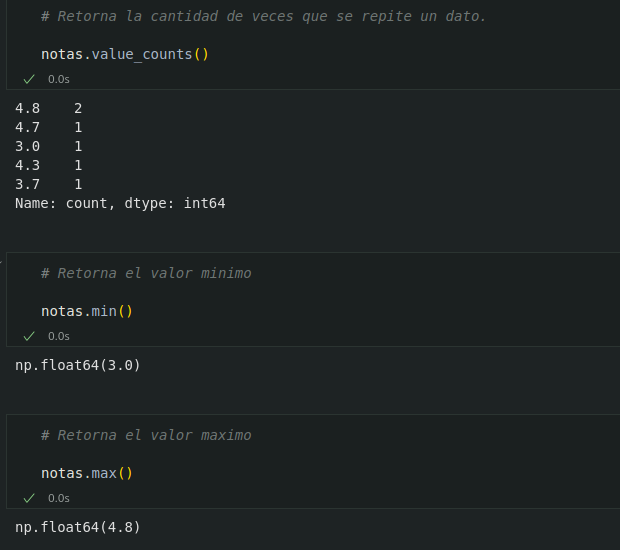 # Retorna la cantidad de veces que se repite un dato.
notas.value_counts()
✓ 0.0s
4.8    2
4.7    1
3.0    1
4.3    1
3.7    1
Name: count, dtype: int64
# Retorna el valor minimo
notas.min()
✓ 0.0s
np.float64(3.0)
# Retorna el valor maximo
notas.max()
✓ 0.0s
np.float64(4.8)